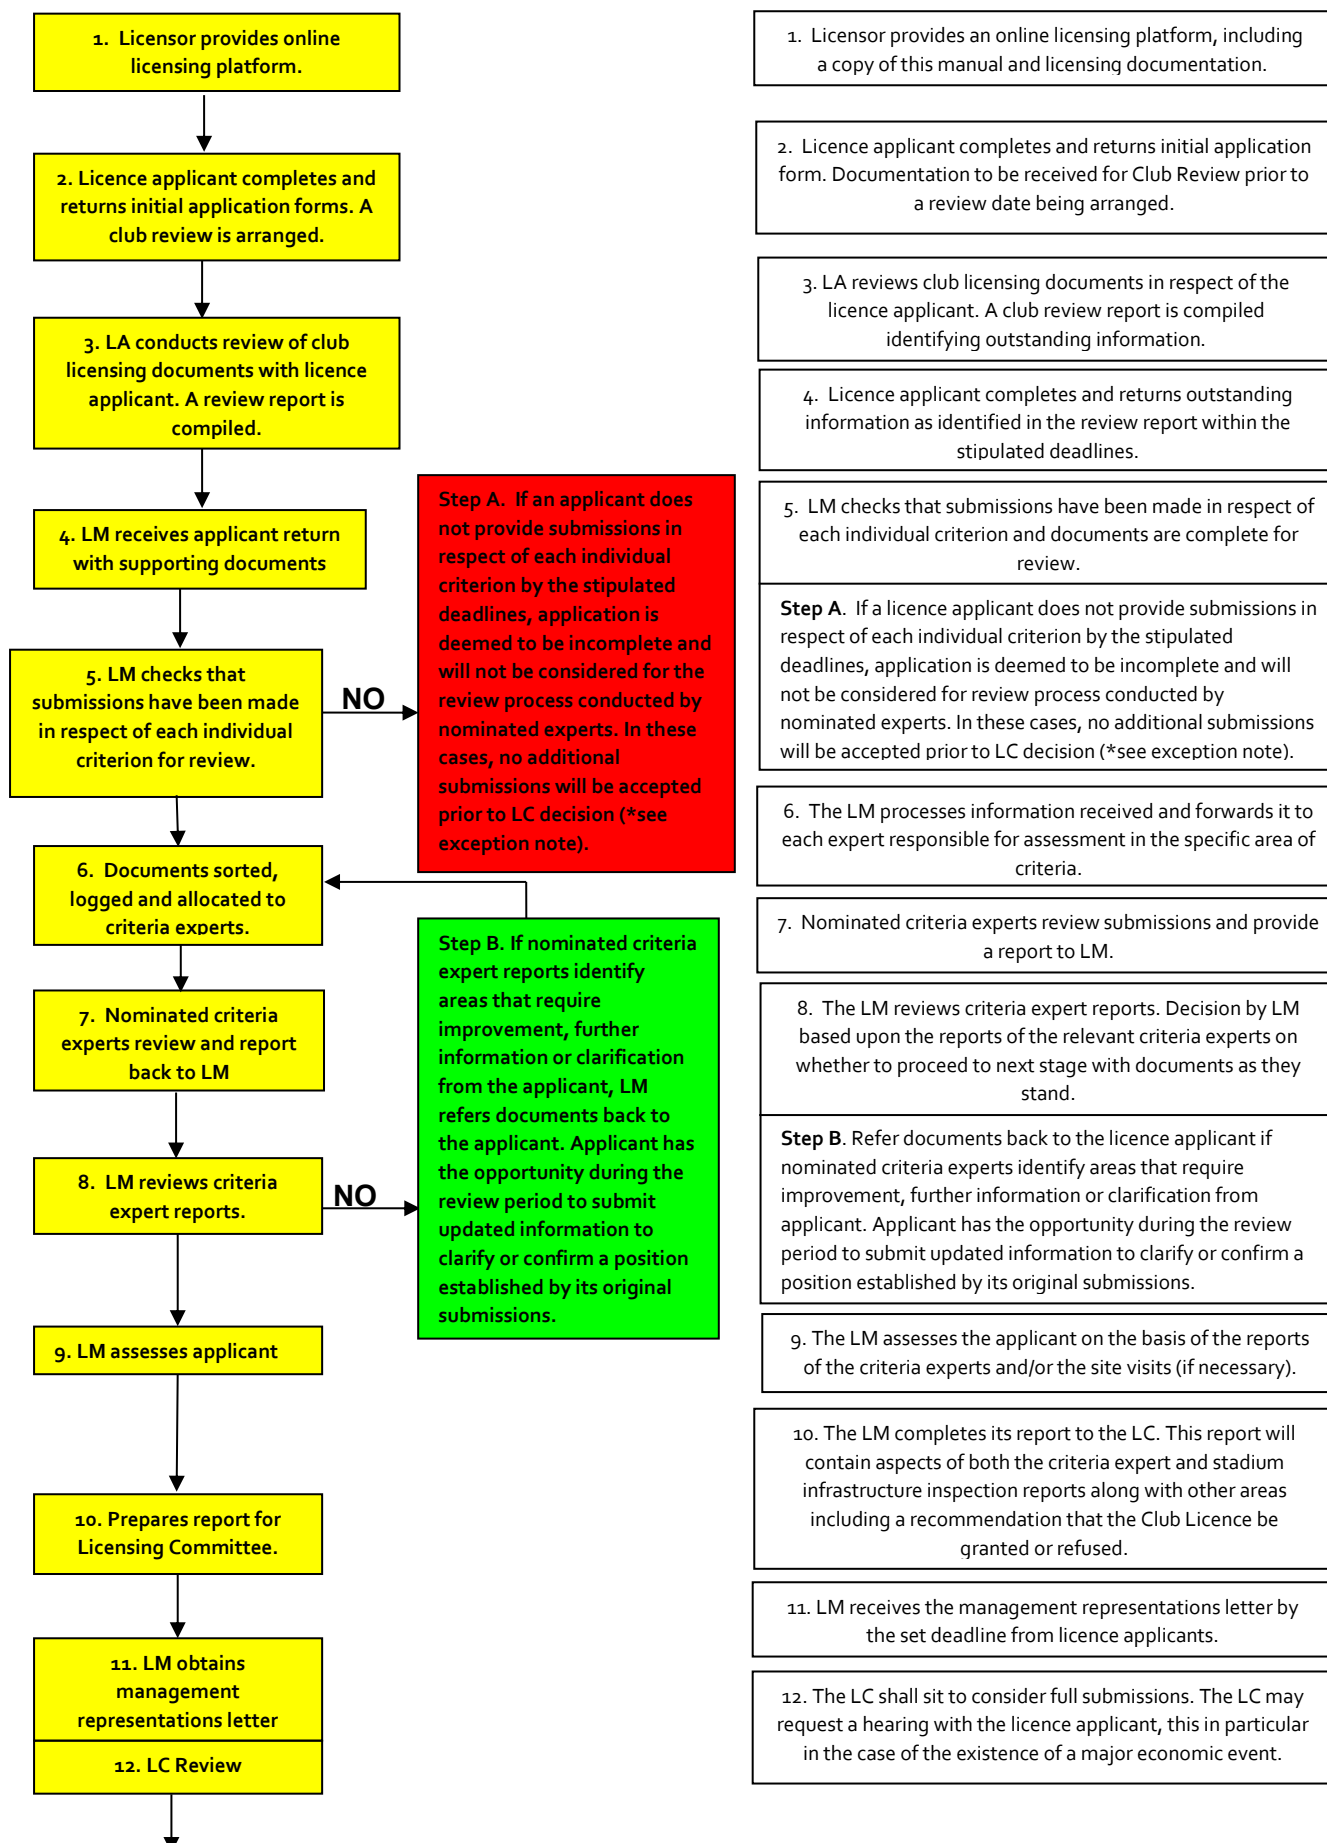 1. Licensor provides online
licensing platform.
2. Licence applicant completes and
returns initial application forms. A
club review is arranged.
3. LA conducts review of club
licensing documents with licence
applicant. A review report is
compiled.
4. LM receives applicant return
with supporting documents
5. LM checks that
submissions have been made
in respect of each individual
criterion for review.
NO
Step A. If an applicant does
not provide submissions in
respect of each individual
criterion by the stipulated
deadlines, application is
deemed to be incomplete and
will not be considered for the
review process conducted by
nominated experts. In these
cases, no additional
submissions will be accepted
prior to LC decision (*see
exception note).
6. Documents sorted,
logged and allocated to
criteria experts.
7. Nominated criteria
experts review and report
back to LM
8. LM reviews criteria
expert reports.
NO
Step B. If nominated criteria
expert reports identify
areas that require
improvement, further
information or clarification
from the applicant, LM
refers documents back to
the applicant. Applicant has
the opportunity during the
review period to submit
updated information to
clarify or confirm a position
established by its original
submissions.
9. LM assesses applicant
10. Prepares report for
Licensing Committee.
11. LM obtains
management
representations letter
12. LC Review
1. Licensor provides an online licensing platform, including
a copy of this manual and licensing documentation.
2. Licence applicant completes and returns initial application
form. Documentation to be received for Club Review prior to
a review date being arranged.
3. LA reviews club licensing documents in respect of the
licence applicant. A club review report is compiled
identifying outstanding information.
4. Licence applicant completes and returns outstanding
information as identified in the review report within the
stipulated deadlines.
5. LM checks that submissions have been made in respect of
each individual criterion and documents are complete for
review.
Step A. If a licence applicant does not provide submissions in
respect of each individual criterion by the stipulated
deadlines, application is deemed to be incomplete and will
not be considered for review process conducted by
nominated experts. In these cases, no additional submissions
will be accepted prior to LC decision (*see exception note).
6. The LM processes information received and forwards it to
each expert responsible for assessment in the specific area of
criteria.
7. Nominated criteria experts review submissions and provide
a report to LM.
8. The LM reviews criteria expert reports. Decision by LM
based upon the reports of the relevant criteria experts on
whether to proceed to next stage with documents as they
stand.
Step B. Refer documents back to the licence applicant if
nominated criteria experts identify areas that require
improvement, further information or clarification from
applicant. Applicant has the opportunity during the review
period to submit updated information to clarify or confirm a
position established by its original submissions.
9. The LM assesses the applicant on the basis of the reports
of the criteria experts and/or the site visits (if necessary).
10. The LM completes its report to the LC. This report will
contain aspects of both the criteria expert and stadium
infrastructure inspection reports along with other areas
including a recommendation that the Club Licence be
granted or refused.
11. LM receives the management representations letter by
the set deadline from licence applicants.
12. The LC shall sit to consider full submissions. The LC may
request a hearing with the licence applicant, this in particular
in the case of the existence of a major economic event.